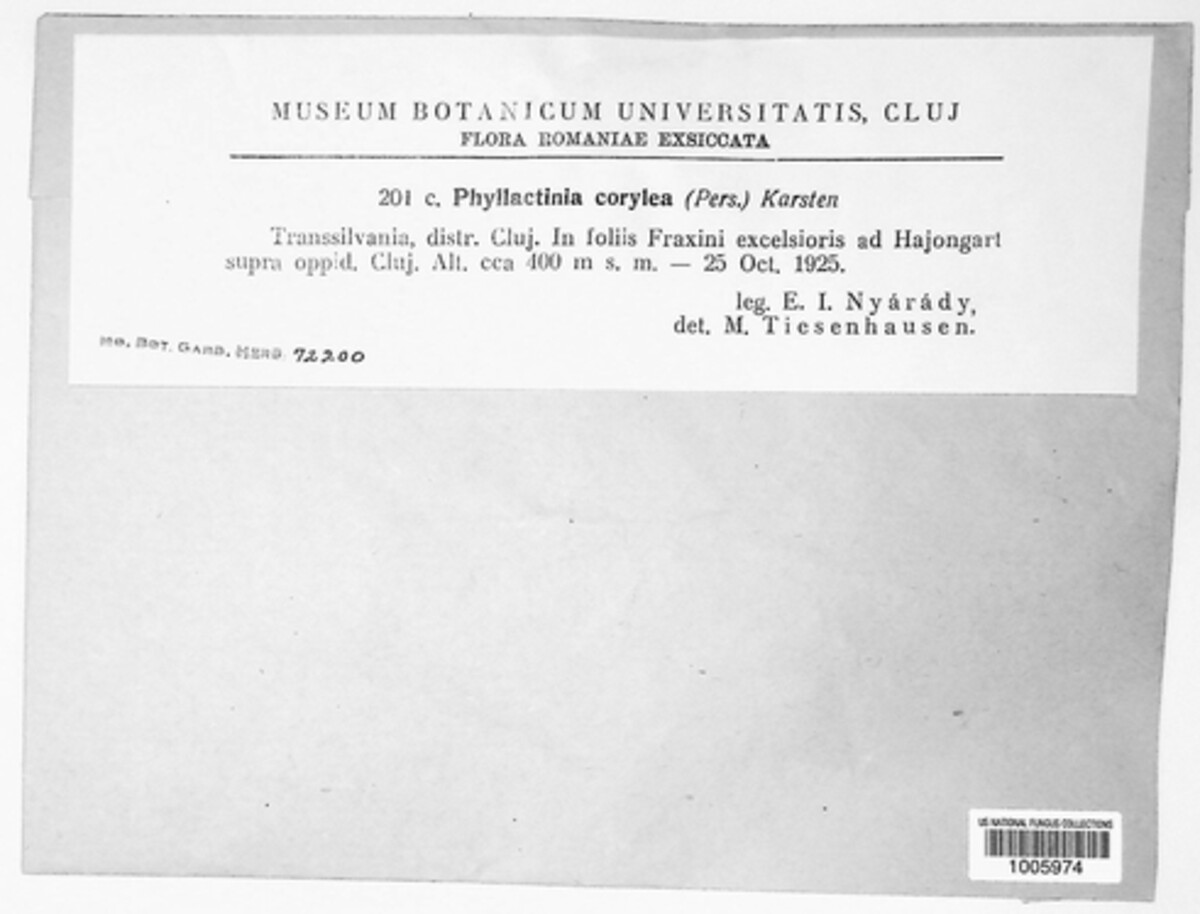 MUSEUM BOTANICUM UNIVERSITATIS, CLUJ
FLORA ROMANIAE EXSICCATA
201 c. Phyllactinia corylea (Pers.) Karsten
Transsilvania, distr. Cluj. In foliis Fraxini excelsioris ad Hajongart
supra oppid. Cluj. Alt. cca 400 m s. m. — 25 Oct. 1925.
leg. E. I. Nyárády,
det. M. Tiesenhausen.
MO. BOT. GARD. HERB. 72200
US NATIONAL FUNGUS COLLECTIONS
1005974